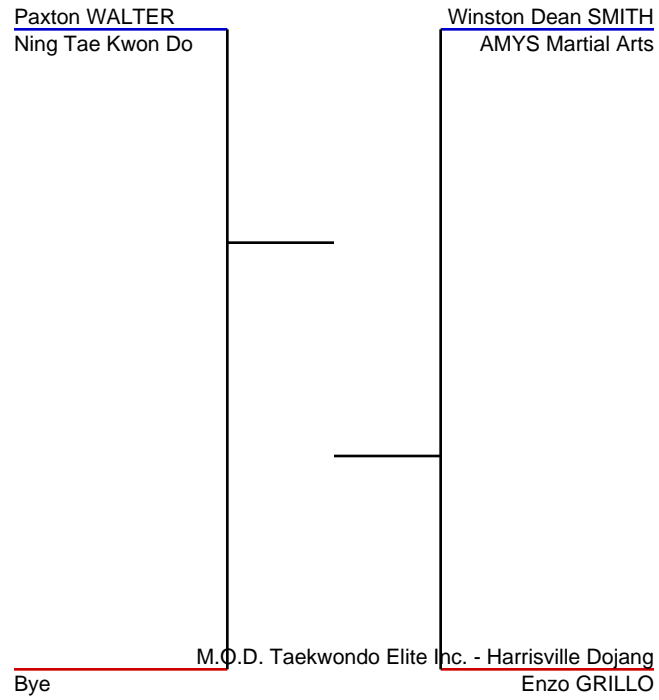 Paxton WALTER
Ning Tae Kwon Do
Winston Dean SMITH
AMYS Martial Arts
Bye
M.O.D. Taekwondo Elite Inc. - Harrisville Dojang
Enzo GRILLO